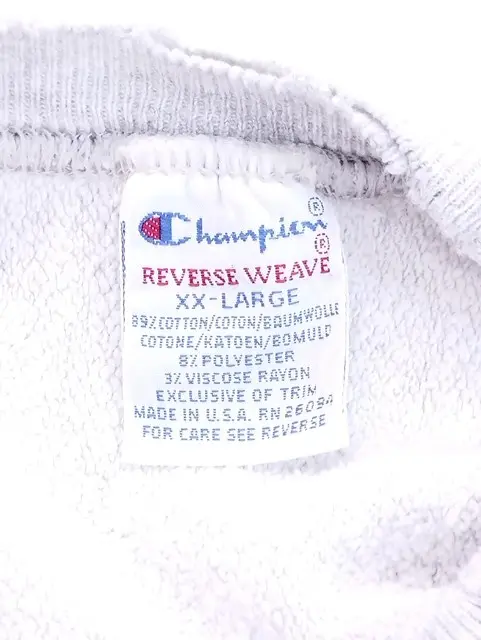 Champion®
®
REVERSE WEAVE
XX-LARGE
89% COTTON/COTON/BAUMWOLLE
COTONE/KATOEN/BOMULD
8% POLYESTER
3% VISCOSE RAYON
EXCLUSIVE OF TRIM
MADE IN U.S.A. RN 26094
FOR CARE SEE REVERSE